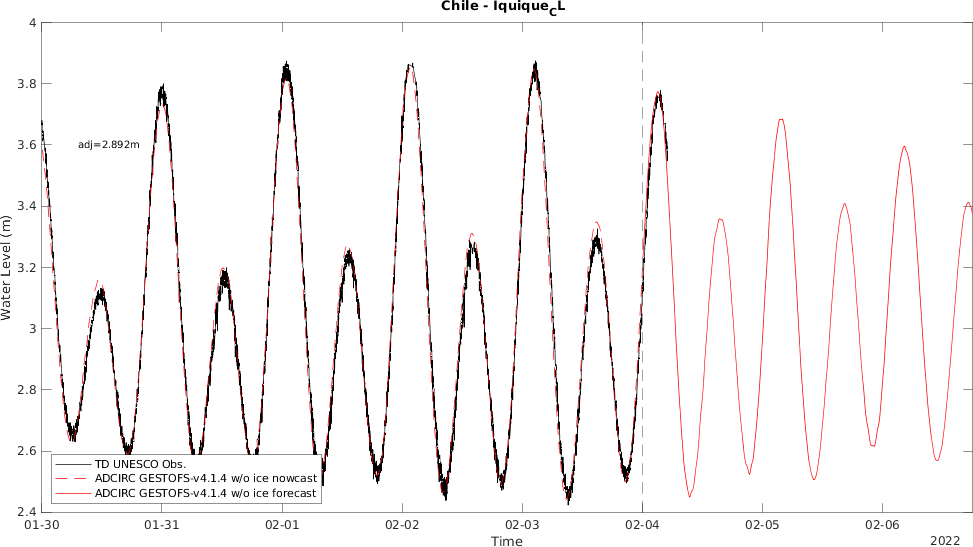 Chile - Iquique_CL
4
3.8
3.6
3.4
3.2
3
2.8
2.6
2.4
Water Level (m)
adj=2.892m
TD UNESCO Obs.
ADCIRC GESTOFS-v4.1.4 w/o ice nowcast
ADCIRC GESTOFS-v4.1.4 w/o ice forecast
01-30 01-31 02-01 02-02 02-03 02-04 02-05 02-06
Time
2022